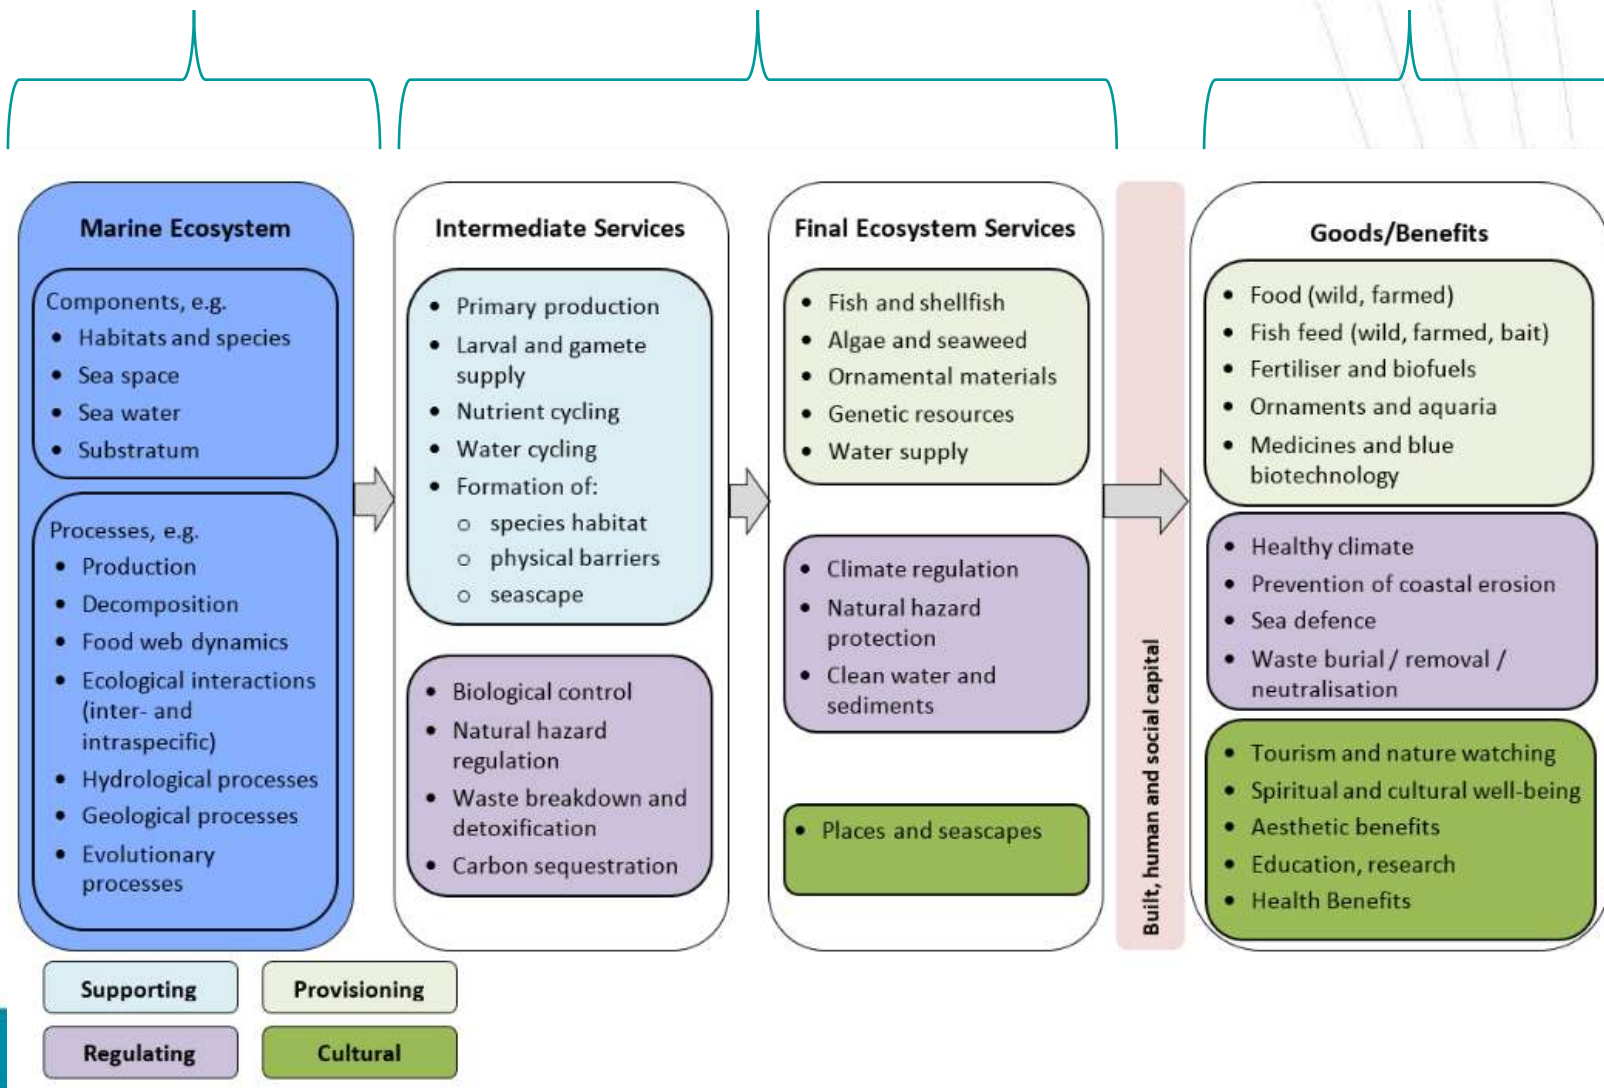 Marine Ecosystem
Components, e.g.
• Habitats and species
• Sea space
• Sea water
• Substratum
Processes, e.g.
• Production
• Decomposition
• Food web dynamics
• Ecological interactions
(inter- and
intraspecific)
• Hydrological processes
• Geological processes
• Evolutionary
processes
Intermediate Services
• Primary production
• Larval and gamete
supply
• Nutrient cycling
• Water cycling
• Formation of:
o species habitat
o physical barriers
o seascape
• Biological control
• Natural hazard
regulation
• Waste breakdown and
detoxification
• Carbon sequestration
Final Ecosystem Services
• Fish and shellfish
• Algae and seaweed
• Ornamental materials
• Genetic resources
• Water supply
• Climate regulation
• Natural hazard
protection
• Clean water and
sediments
• Places and seascapes
Built, human and social capital
Goods/Benefits
• Food (wild, farmed)
• Fish feed (wild, farmed, bait)
• Fertiliser and biofuels
• Ornaments and aquaria
• Medicines and blue
biotechnology
• Healthy climate
• Prevention of coastal erosion
• Sea defence
• Waste burial / removal /
neutralisation
• Tourism and nature watching
• Spiritual and cultural well-being
• Aesthetic benefits
• Education, research
• Health Benefits
Supporting
Provisioning
Regulating
Cultural